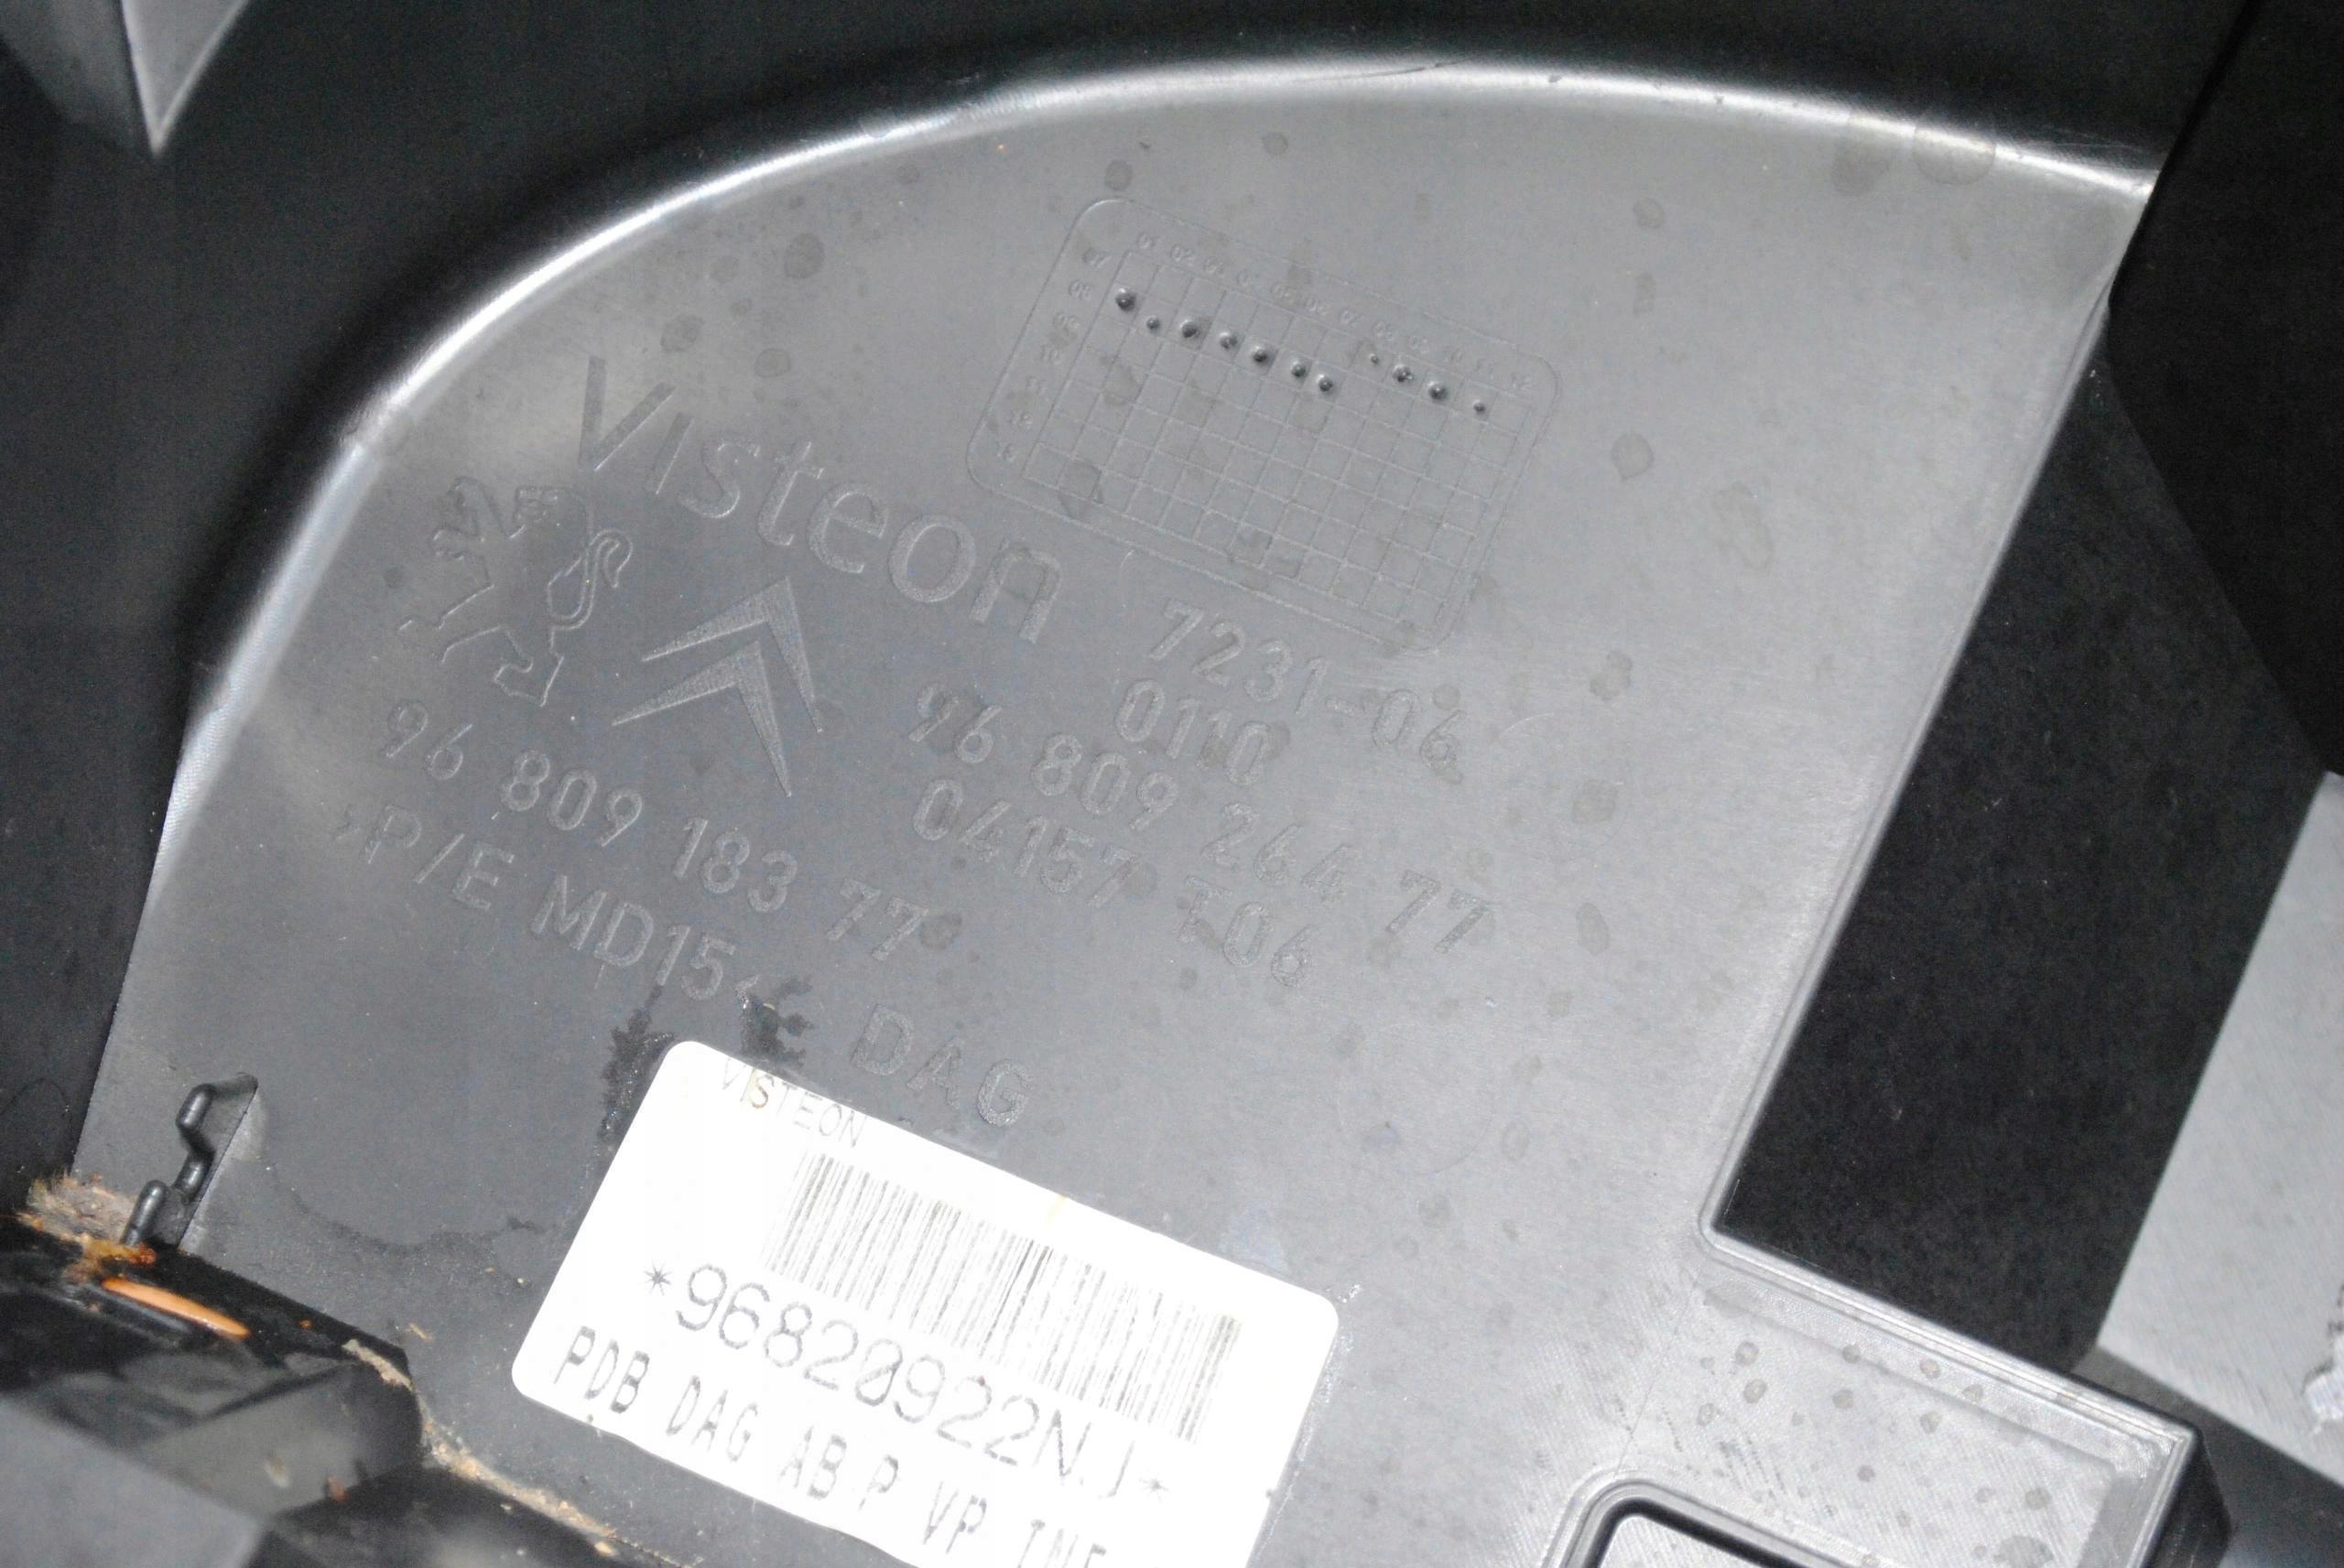 Visteon
7231-06
0110
96 809 264 77
04157 T06
96 809 183 77
>P/E MD15<
DAG
VISTEON
*96820922NJ*
PDB DAG AB P VP